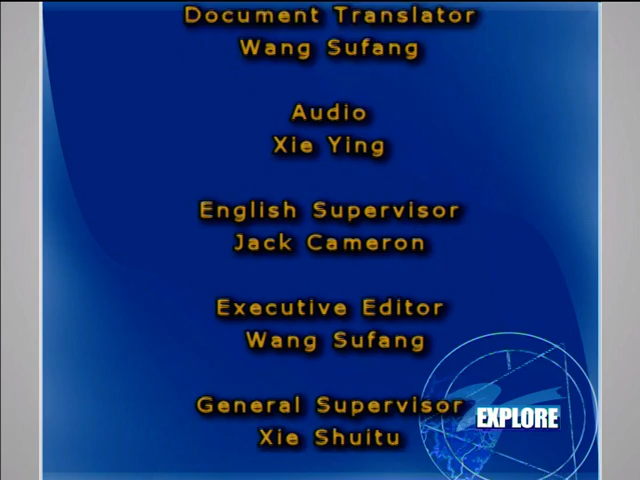 Document Translator
Wang Sufang
Audio
Xie Ying
English Supervisor
Jack Cameron
Executive Editor
Wang Sufang
General Supervisor
Xie Shuitu
EXPLORE